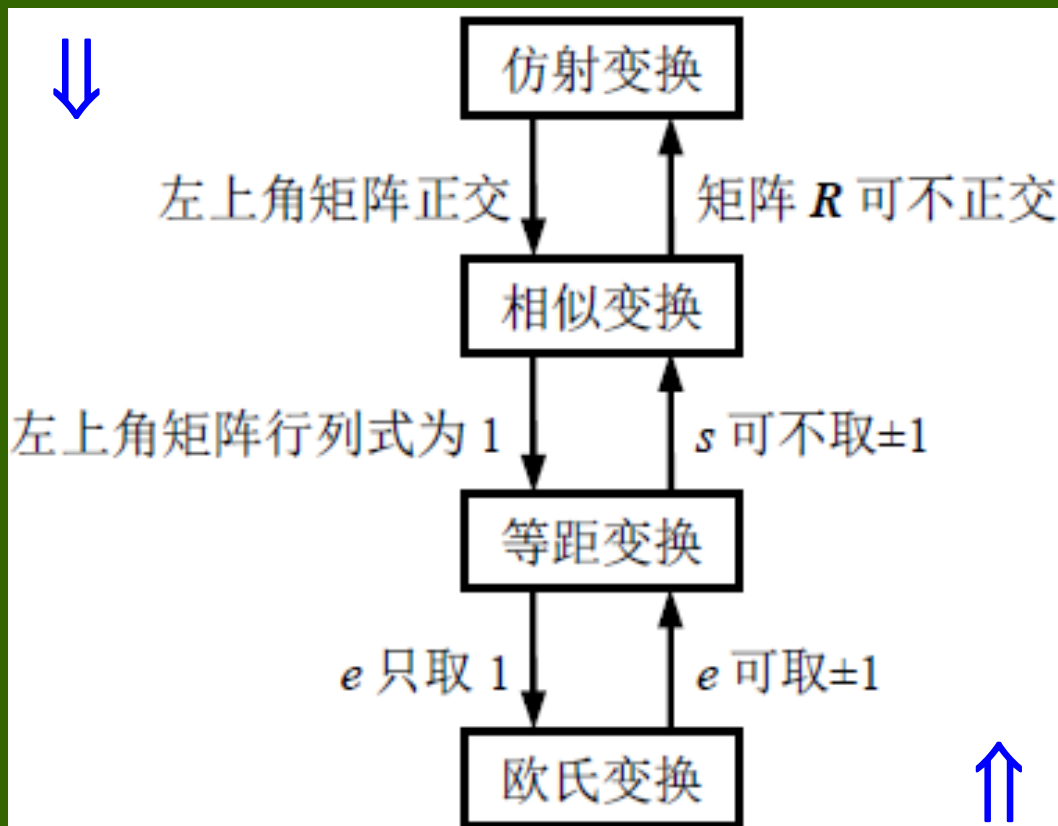 仿射变换
左上角矩阵正交
矩阵 R 可不正交
相似变换
左上角矩阵行列式为 1
s 可不取±1
等距变换
e 只取 1
e 可取±1
欧氏变换